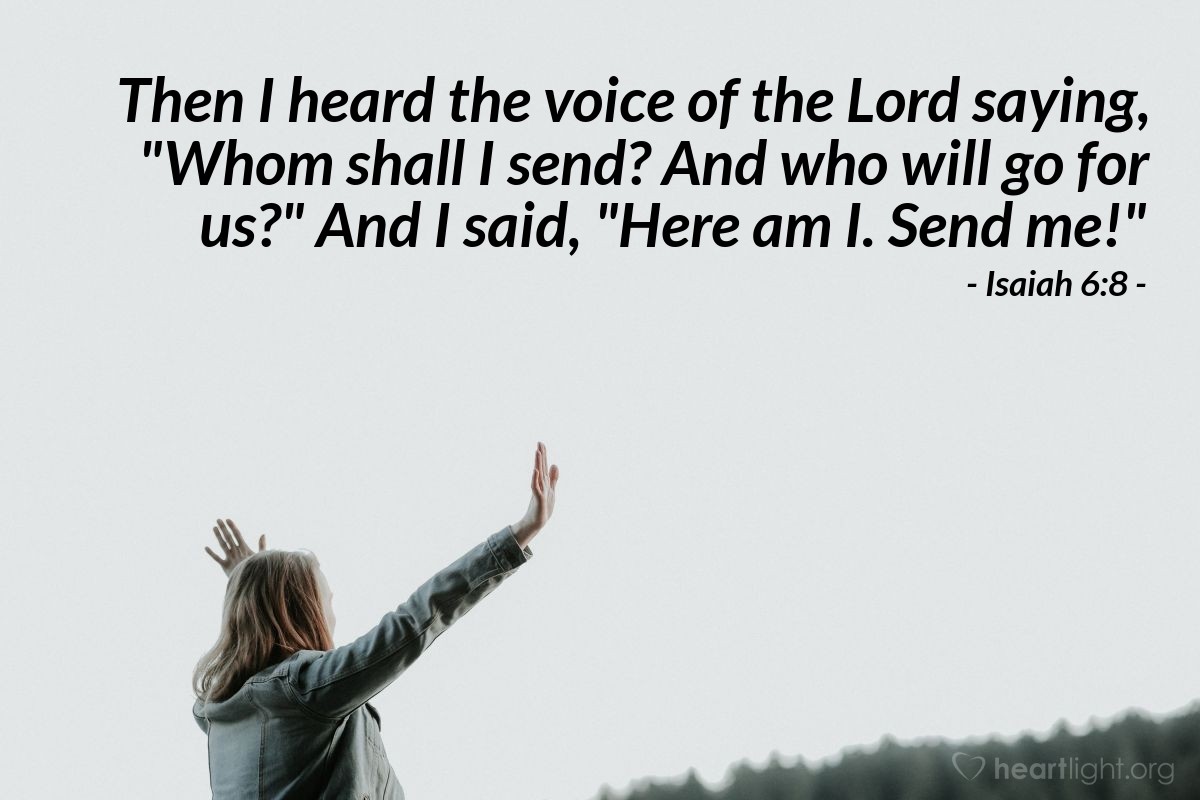 Then I heard the voice of the Lord saying,
"Whom shall I send? And who will go for
us?" And I said, "Here am I. Send me!"
- Isaiah 6:8 -
heartlight.org